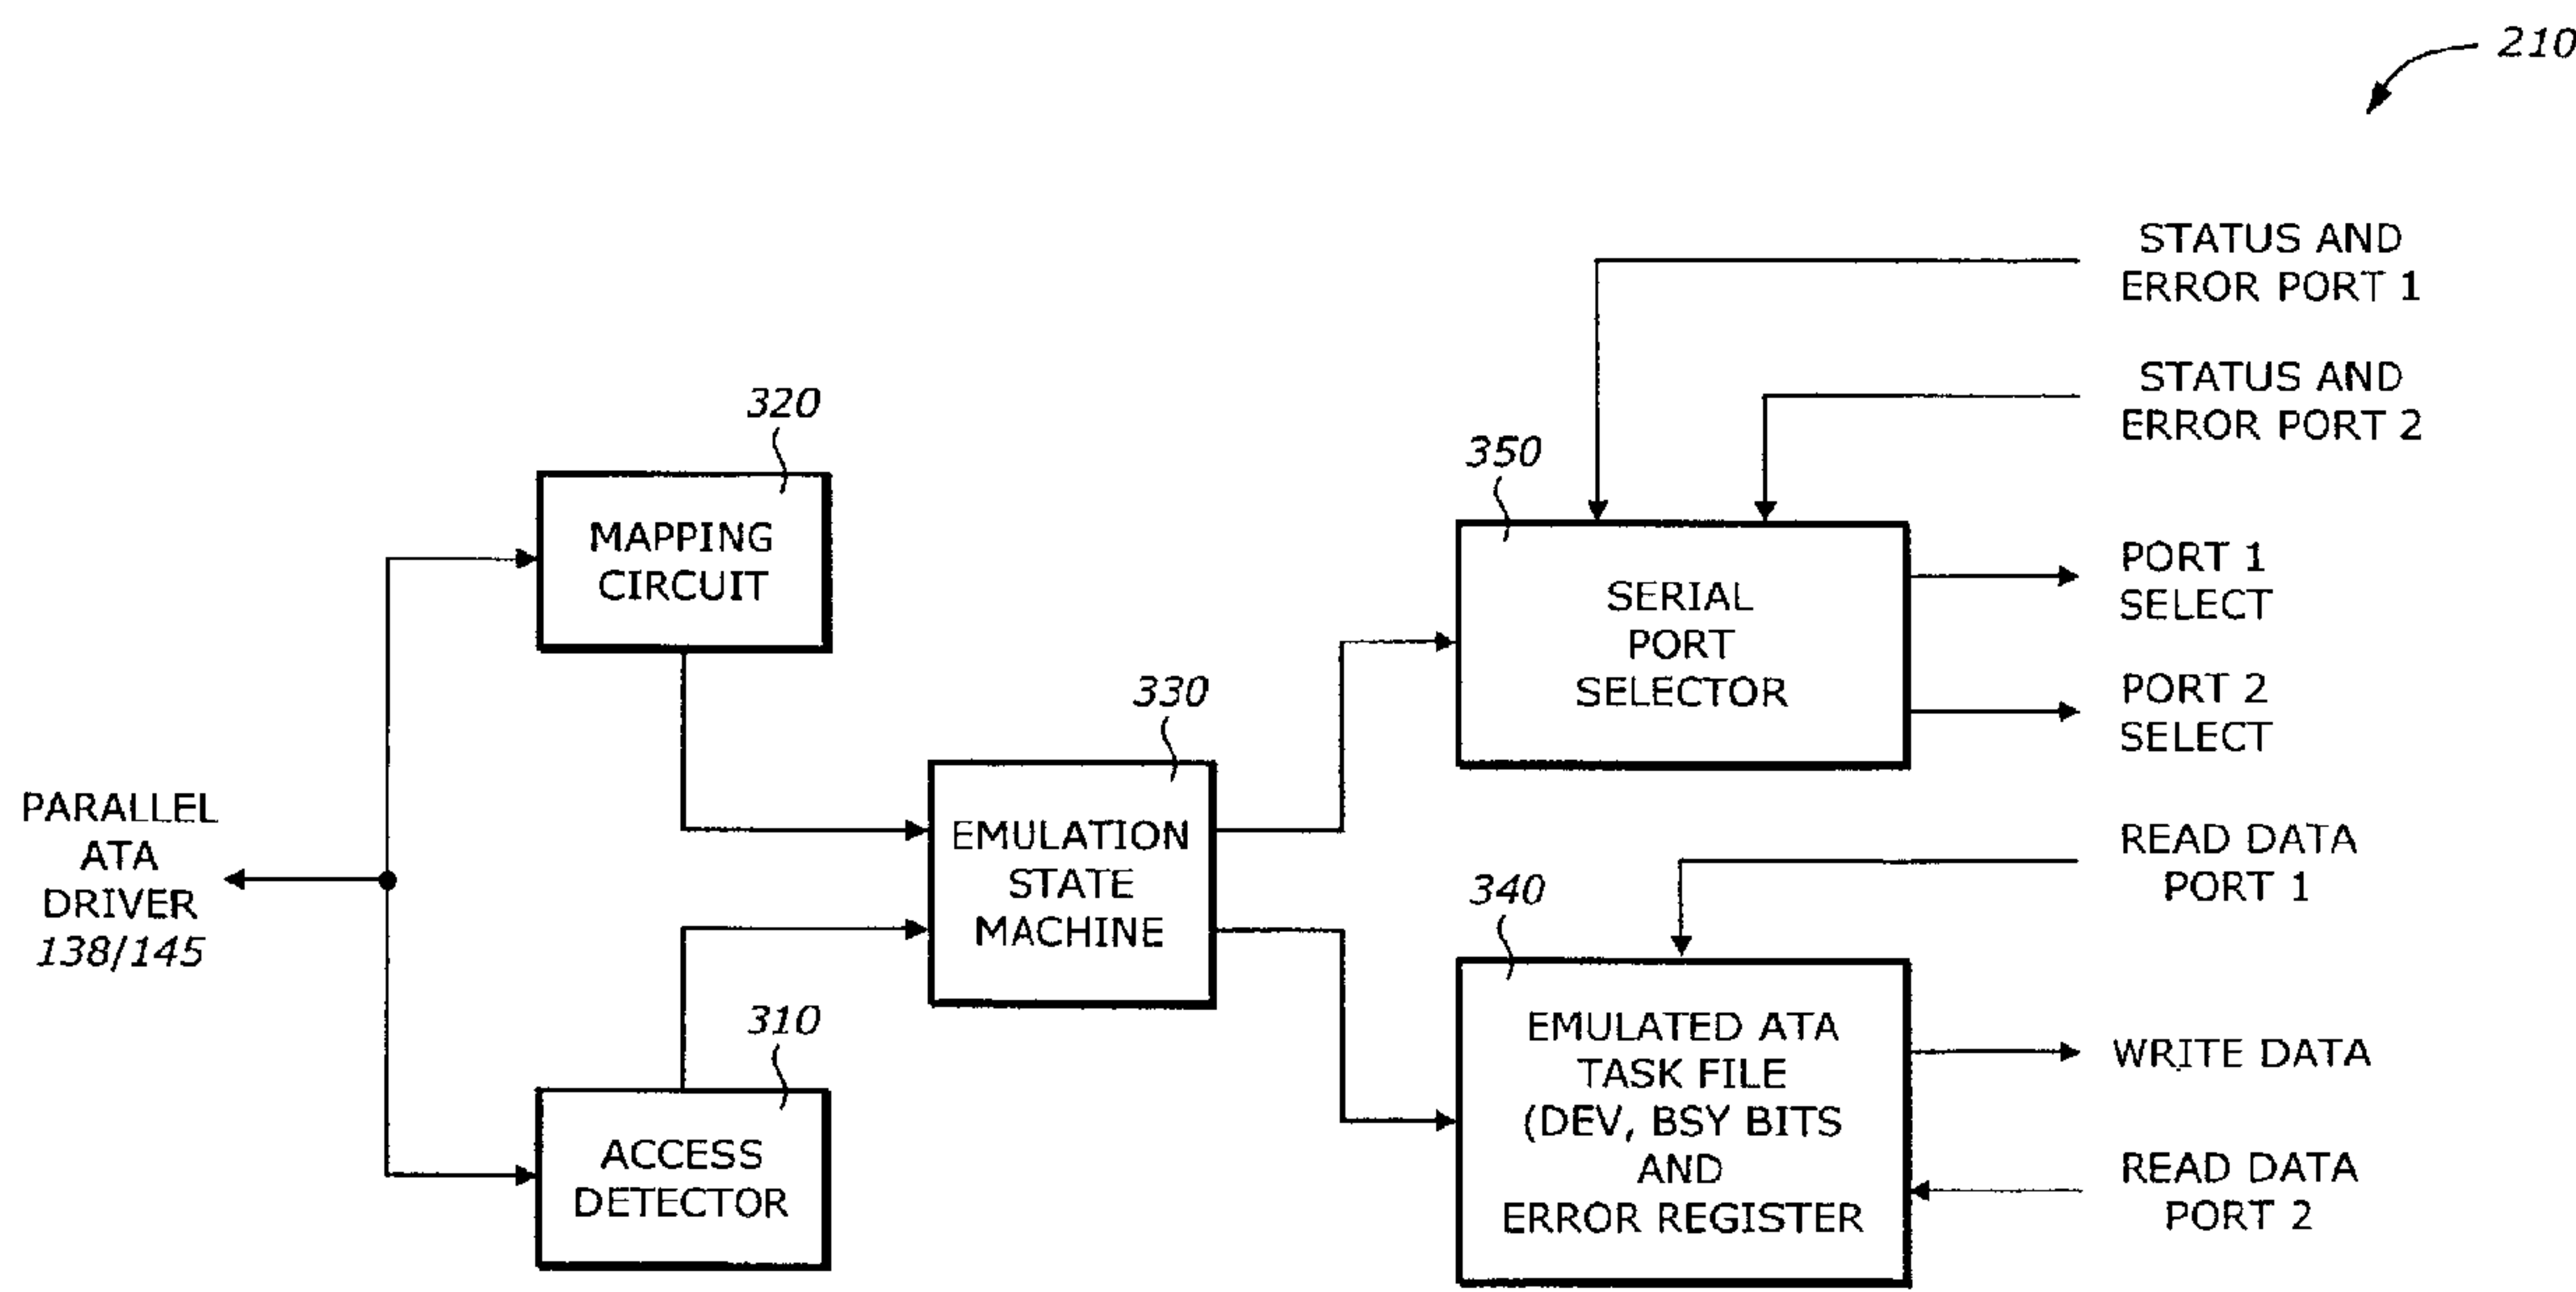 210
STATUS AND
ERROR PORT 1
STATUS AND
ERROR PORT 2
320
350
MAPPING
CIRCUIT
SERIAL
PORT
SELECTOR
PORT 1
SELECT
PORT 2
SELECT
330
PARALLEL
ATA
DRIVER
138/145
EMULATION
STATE
MACHINE
READ DATA
PORT 1
340
310
ACCESS
DETECTOR
EMULATED ATA
TASK FILE
(DEV, BSY BITS
AND
ERROR REGISTER
WRITE DATA
READ DATA
PORT 2